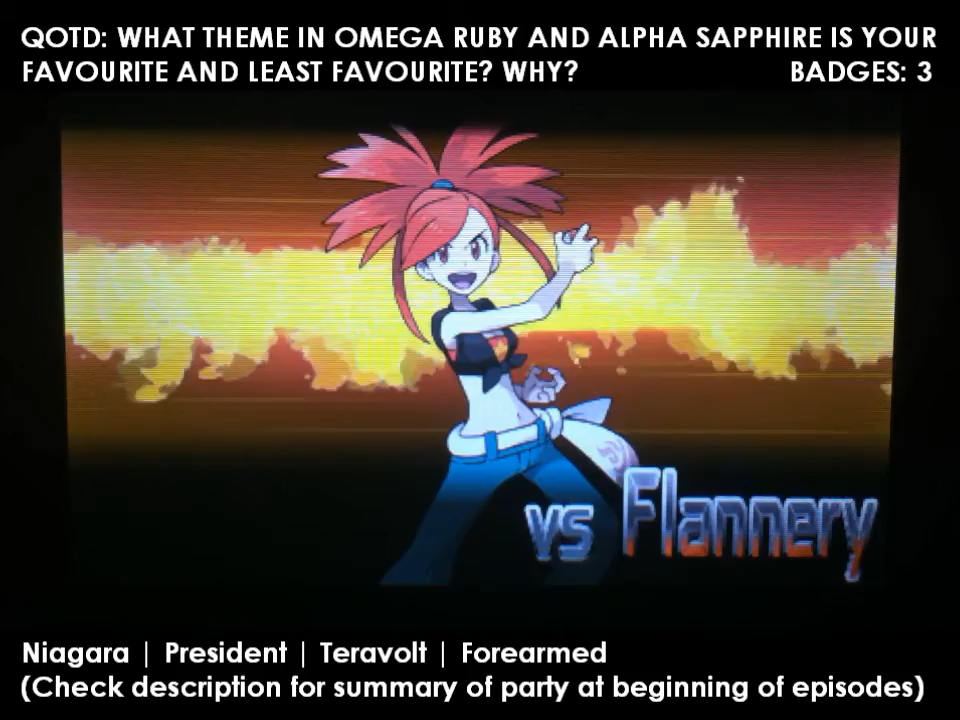 QOTD: WHAT THEME IN OMEGA RUBY AND ALPHA SAPPHIRE IS YOUR
FAVOURITE AND LEAST FAVOURITE? WHY? BADGES: 3
vs Flannery
Niagara | President | Teravolt | Forearmed
(Check description for summary of party at beginning of episodes)